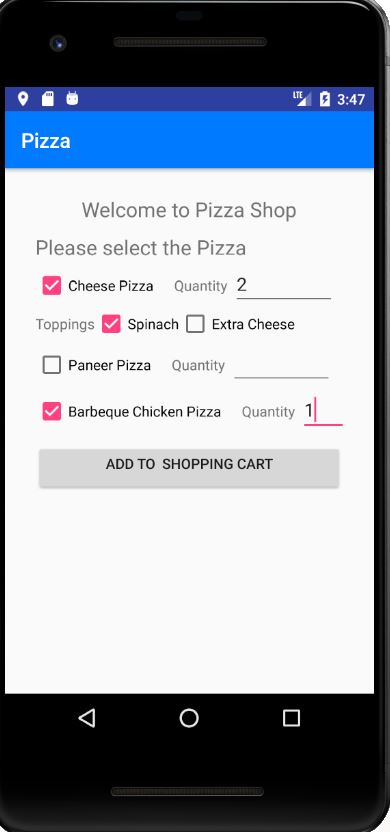 LTE 3:47
Pizza
Welcome to Pizza Shop
Please select the Pizza
Cheese Pizza Quantity 2
Toppings Spinach Extra Cheese
Paneer Pizza Quantity
Barbeque Chicken Pizza Quantity 1
ADD TO SHOPPING CART